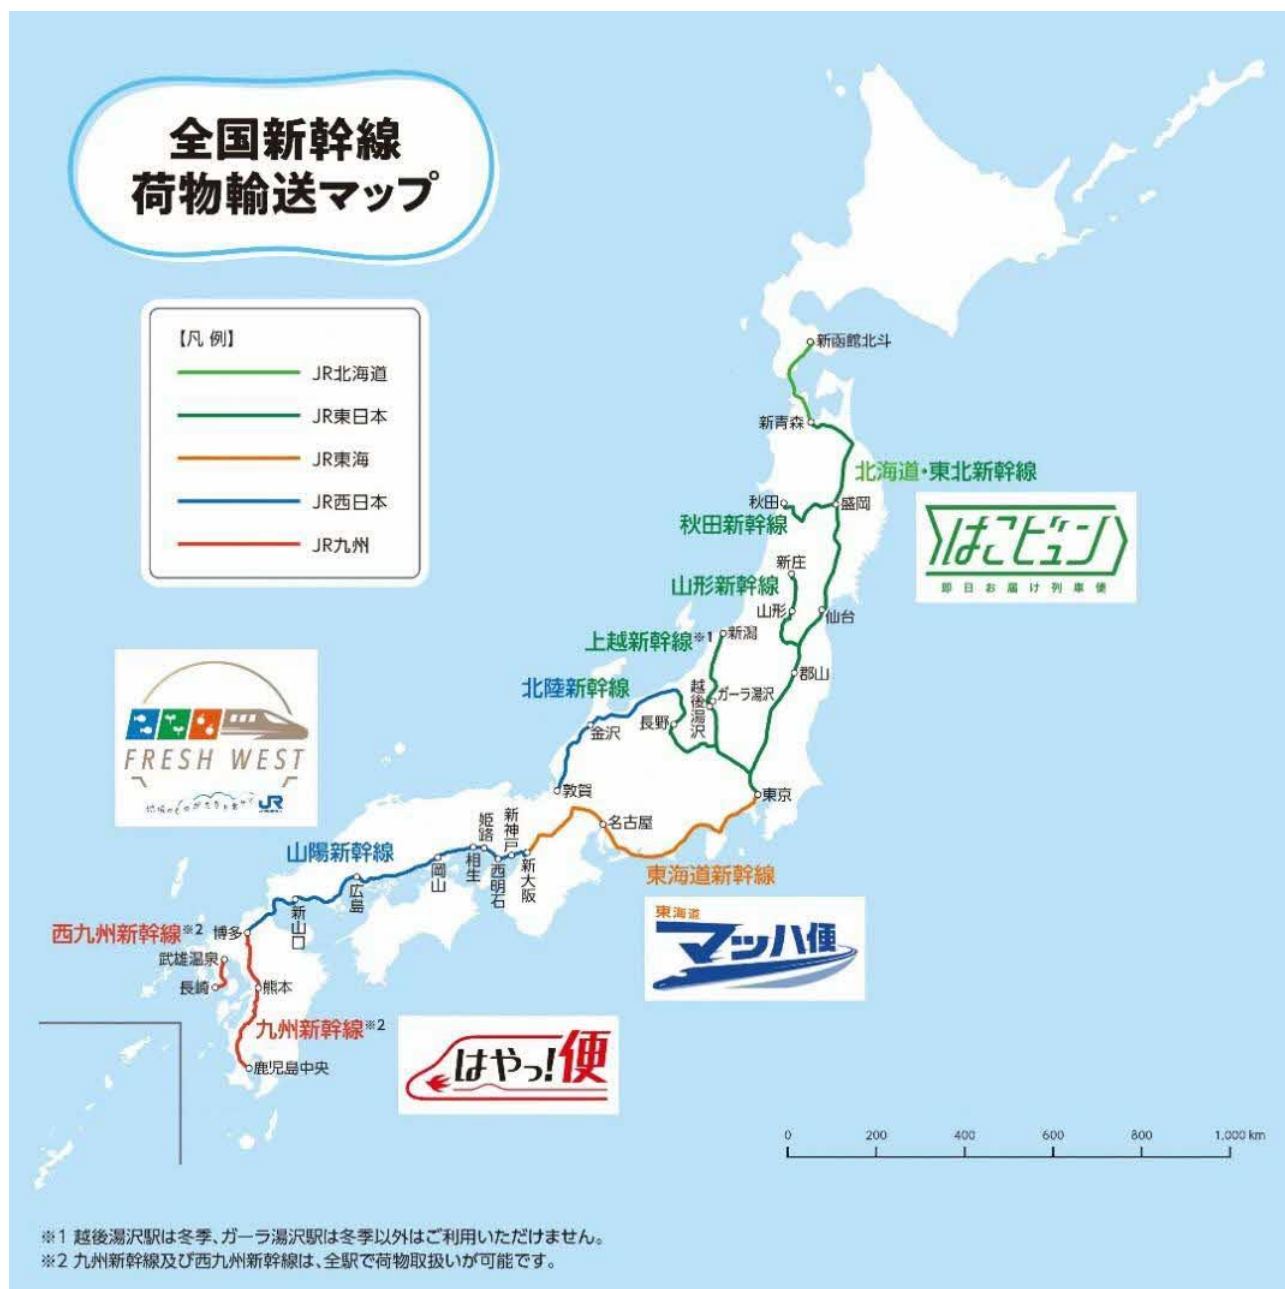 全国新幹線
荷物輸送マップ
【凡 例】
JR北海道
JR東日本
JR東海
JR西日本
JR九州
新函館北斗
新青森
北海道・東北新幹線
秋田
盛岡
秋田新幹線
はこビュン
即日お届け列車便
新庄
山形新幹線
山形
仙台
上越新幹線※1
新潟
郡山
北陸新幹線
越後湯沢
ガーラ湯沢
長野
金沢
敦賀
東京
FRESH WEST
JR
名古屋
東海道新幹線
新神戸
姫路
山陽新幹線
相生
西明石
新大阪
岡山
広島
新山口
東海道
マッハ便
西九州新幹線※2
博多
武雄温泉
長崎
熊本
九州新幹線※2
鹿児島中央
はやっ!便
0 200 400 600 800 1,000 km
※1 越後湯沢駅は冬季、ガーラ湯沢駅は冬季以外はご利用いただけません。
※2 九州新幹線及び西九州新幹線は、全駅で荷物取扱いが可能です。